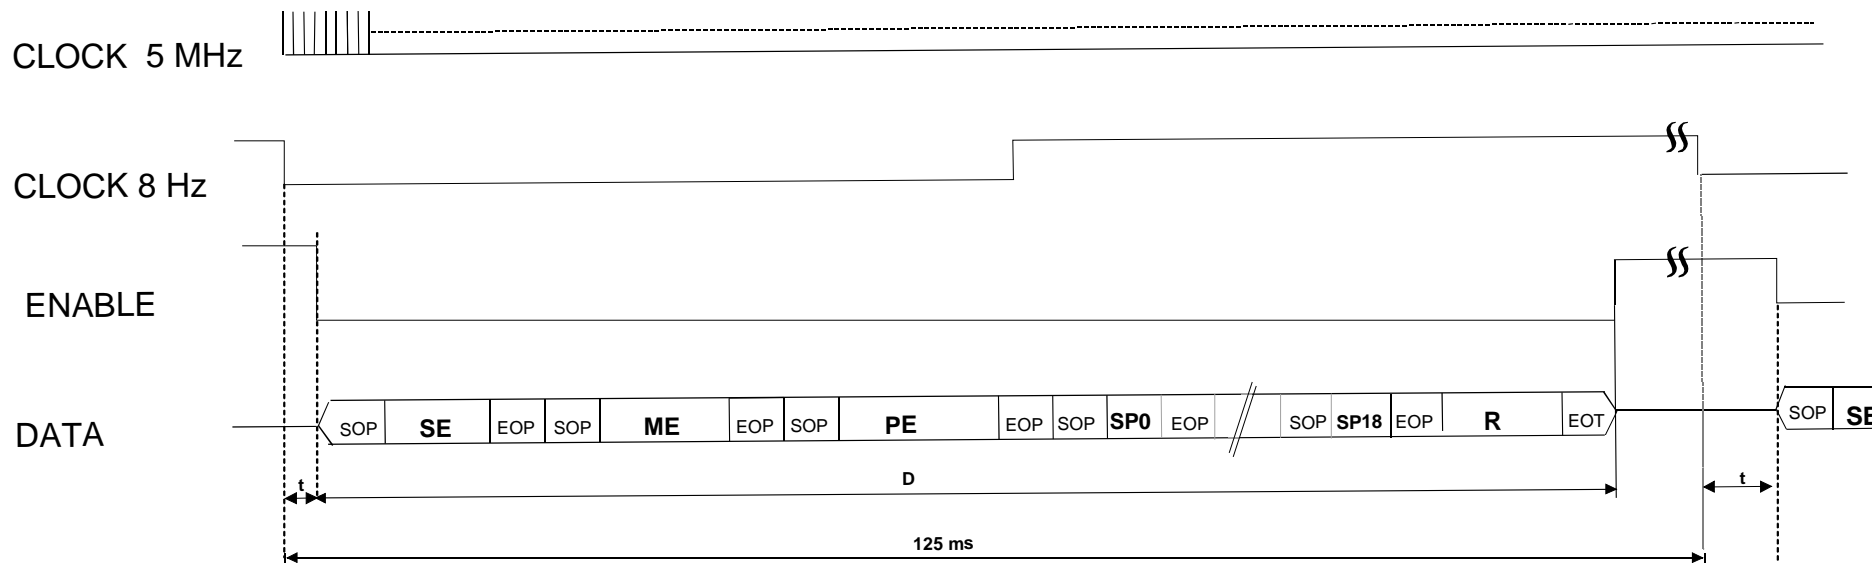 CLOCK 5 MHz
CLOCK 8 Hz
ENABLE
DATA
SOP SE EOP SOP ME EOP SOP PE EOP SOP SP0 EOP SOP SP18 EOP R EOT SOP SE
t D t
125 ms